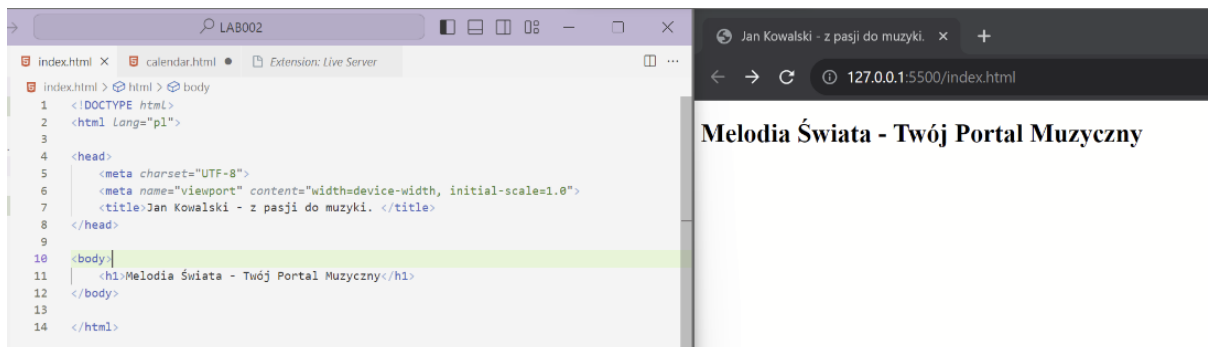 LAB002
index.html
calendar.html
Extension: Live Server
index.html > html > body
1 <!DOCTYPE html>
2 <html lang="pl">
3
4 <head>
5 <meta charset="UTF-8">
6 <meta name="viewport" content="width=device-width, initial-scale=1.0">
7 <title>Jan Kowalski - z pasji do muzyki. </title>
8 </head>
9
10 <body>
11 <h1>Melodia Świata - Twój Portal Muzyczny</h1>
12 </body>
13
14 </html>
Jan Kowalski - z pasji do muzyki.
127.0.0.1:5500/index.html
Melodia Świata - Twój Portal Muzyczny